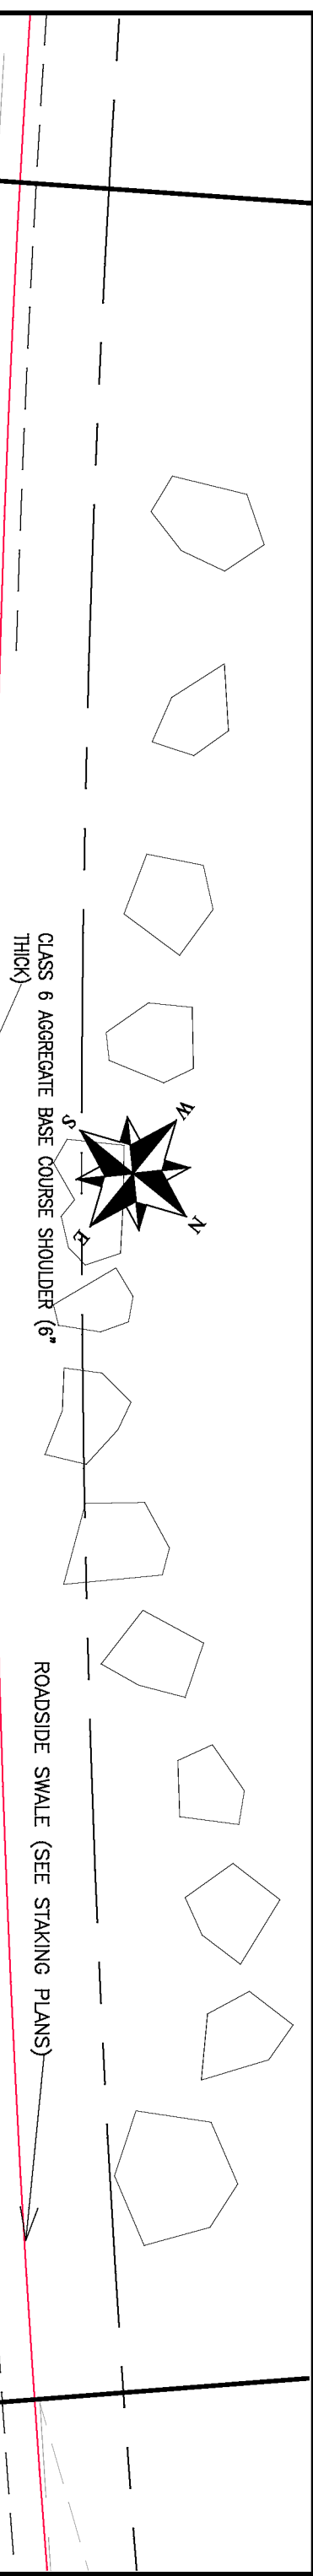 CLASS 6 AGGREGATE BASE COURSE SHOULDER (6"
THICK)
S
W
E
N
ROADSIDE SWALE (SEE STAKING PLANS)